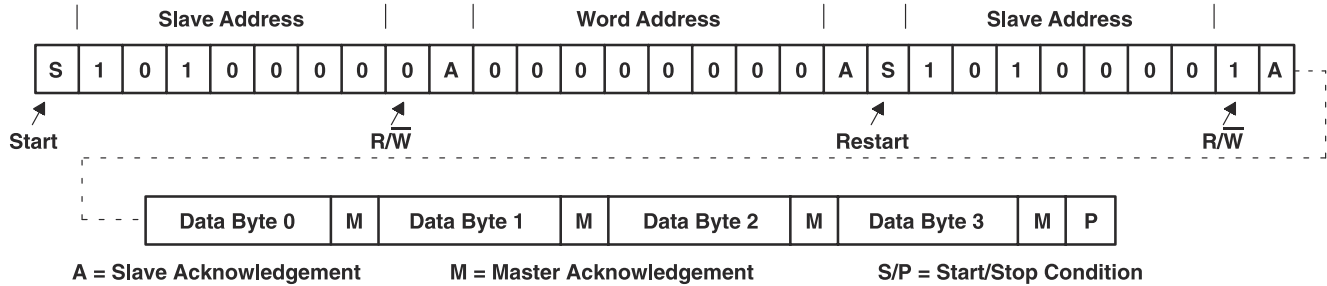 Slave Address Word Address Slave Address
S 1 0 1 0 0 0 0 0 A 0 0 0 0 0 0 0 0 A S 1 0 1 0 0 0 0 1 A
Start R/W̅ Restart R/W̅
Data Byte 0 M Data Byte 1 M Data Byte 2 M Data Byte 3 M P
A = Slave Acknowledgement M = Master Acknowledgement S/P = Start/Stop Condition